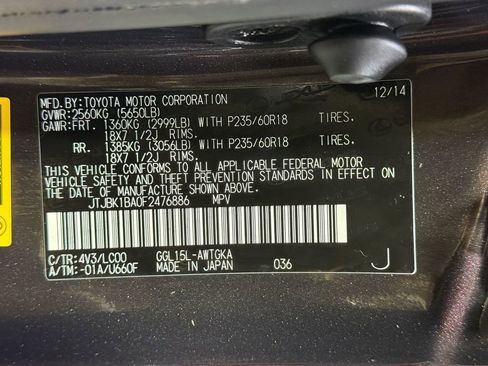 MFD.BY:TOYOTA MOTOR CORPORATION 12/14
GVWR:2560KG (5650LB)
GAWR:FRT. 1360KG (2999LB) WITH P235/60R18 TIRES,
18X7 1/2J RIMS.
RR. 1385KG (3056LB) WITH P235/60R18 TIRES,
18X7 1/2J RIMS.
THIS VEHICLE CONFORMS TO ALL APPLICABLE FEDERAL MOTOR
VEHICLE SAFETY AND THEFT PREVENTION STANDARDS IN EFFECT ON
THE DATE OF MANUFACTURE SHOWN ABOVE.
JTJBK1BA0F2476886 MPV
C/TR:4V3/LC00 GGL15L-AWTGKA
A/TM:-01A/U660F MADE IN JAPAN 036 J